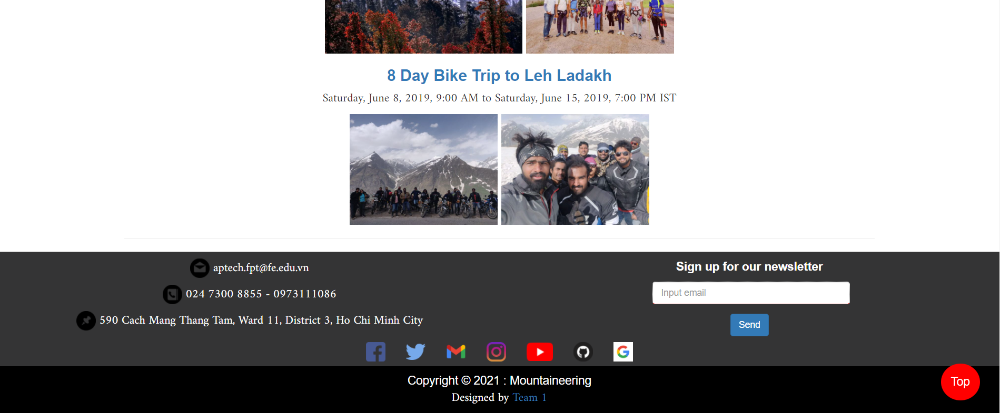 8 Day Bike Trip to Leh Ladakh
Saturday, June 8, 2019, 9:00 AM to Saturday, June 15, 2019, 7:00 PM IST
aptech.fpt@fe.edu.vn
024 7300 8855 - 0973111086
590 Cach Mang Thang Tam, Ward 11, District 3, Ho Chi Minh City
Sign up for our newsletter
Input email
Send
Copyright © 2021 : Mountaineering
Designed by Team 1
Top